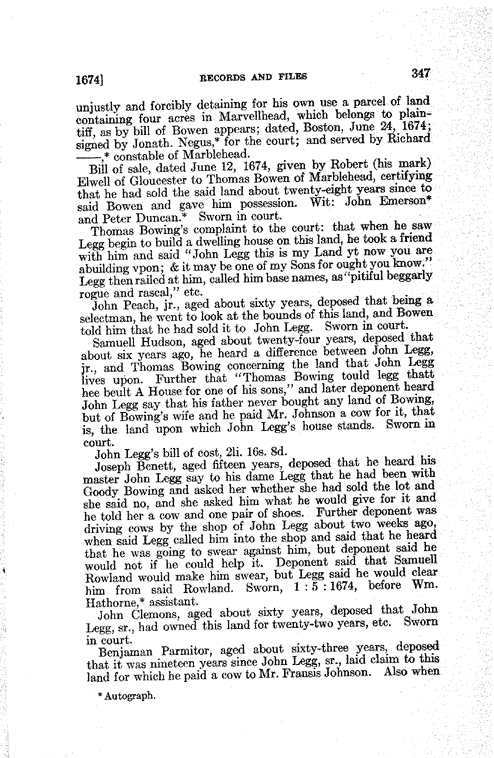 1674] RECORDS AND FILES 347
unjustly and forcibly detaining for his own use a parcel of land
containing four acres in Marvellhead, which belongs to plain-
tiff, as by bill of Bowen appears; dated, Boston, June 24, 1674;
signed by Jonath. Negus,* for the court; and served by Richard
——,* constable of Marblehead.
Bill of sale, dated June 12, 1674, given by Robert (his mark)
Elwell of Gloucester to Thomas Bowen of Marblehead, certifying
that he had sold the said land about twenty-eight years since to
said Bowen and gave him possession. Wit: John Emerson*
and Peter Duncan.* Sworn in court.
Thomas Bowing's complaint to the court: that when he saw
Legg begin to build a dwelling house on this land, he took a friend
with him and said "John Legg this is my Land yt now you are
abuilding vpon; & it may be one of my Sons for ought you know."
Legg then railed at him, called him base names, as "pitiful beggarly
rogue and rascal," etc.
John Peach, jr., aged about sixty years, deposed that being a
selectman, he went to look at the bounds of this land, and Bowen
told him that he had sold it to John Legg. Sworn in court.
Samuell Hudson, aged about twenty-four years, deposed that
about six years ago, he heard a difference between John Legg,
jr., and Thomas Bowing concerning the land that John Legg
lives upon. Further that "Thomas Bowing tould legg thatt
hee beult A House for one of his sons," and later deponent heard
John Legg say that his father never bought any land of Bowing,
but of Bowing's wife and he paid Mr. Johnson a cow for it, that
is, the land upon which John Legg's house stands. Sworn in
court.
John Legg's bill of cost, 2li. 16s. 8d.
Joseph Benett, aged fifteen years, deposed that he heard his
master John Legg say to his dame Legg that he had been with
Goody Bowing and asked her whether she had sold the lot and
she said no, and she asked him what he would give for it and
he told her a cow and one pair of shoes. Further deponent was
driving cows by the shop of John Legg about two weeks ago,
when said Legg called him into the shop and said that he heard
that he was going to swear against him, but deponent said he
would not if he could help it. Deponent said that Samuell
Rowland would make him swear, but Legg said he would clear
him from said Rowland. Sworn, 1 : 5 : 1674, before Wm.
Hathorne,* assistant.
John Clemons, aged about sixty years, deposed that John
Legg, sr., had owned this land for twenty-two years, etc. Sworn
in court.
Benjaman Parmitor, aged about sixty-three years, deposed
that it was nineteen years since John Legg, sr., laid claim to this
land for which he paid a cow to Mr. Fransis Johnson. Also when
* Autograph.